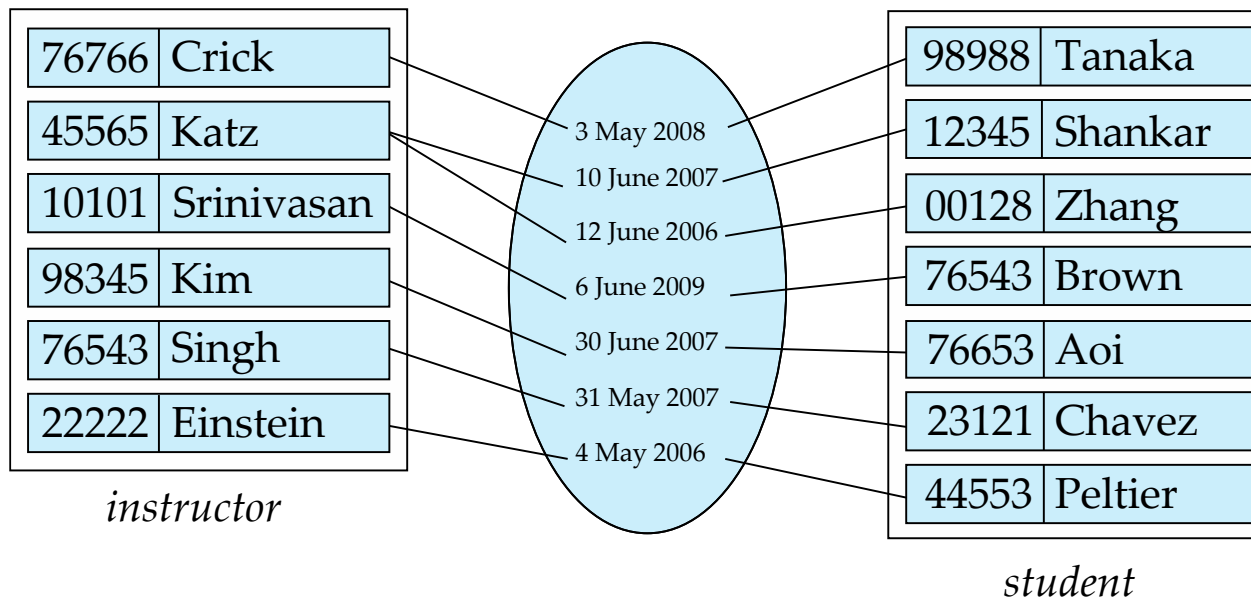 76766 Crick
45565 Katz
10101 Srinivasan
98345 Kim
76543 Singh
22222 Einstein
instructor
3 May 2008
10 June 2007
12 June 2006
6 June 2009
30 June 2007
31 May 2007
4 May 2006
98988 Tanaka
12345 Shankar
00128 Zhang
76543 Brown
76653 Aoi
23121 Chavez
44553 Peltier
student